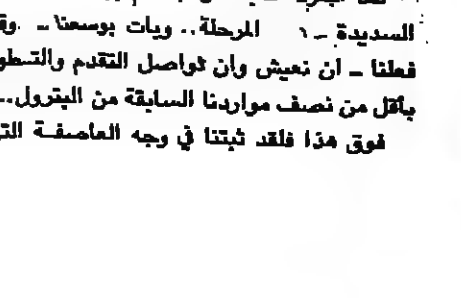 السديدة ـ المرحلة .. وبات بوسعنا ـ وقد
فعلنا ـ ان نعيش وان نواصل التقدم والتطو
بأقل من نصف مواردنا السابقة من البترول..
فوق هذا فلقد ثبتنا في وجه العاصفة الت